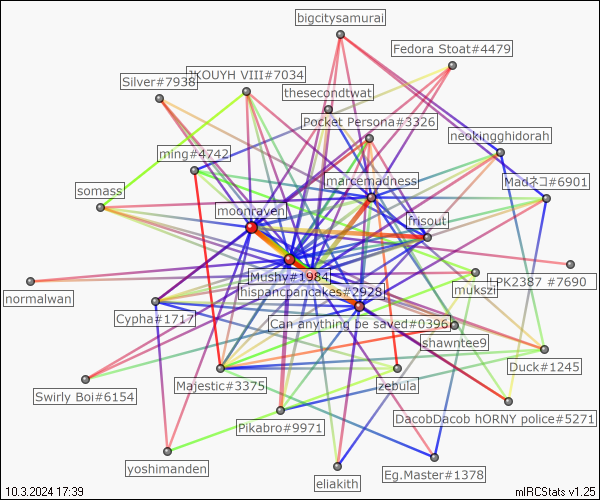 bigcitysamurai
Fedora Stoat#4479
Silver#7938
JKOUYH VIII#7034
thesecondtwat
Pocket Persona#3326
neokingghidorah
ming#4742
marcemadness
Madネコ#6901
somass
moonraven
frisout
Mushy#1984
mukszi
LPK2387 #7690
normalwan
hispancpancakes#2928
Cypha#1717
Can anything be saved#0396
shawntee9
Duck#1245
Majestic#3375
zebula
Swirly Boi#6154
DacobDacob hORNY police#5271
Pikabro#9971
yoshimanden
eliakith
Eg.Master#1378
10.3.2024 17:39
mIRCStats v1.25